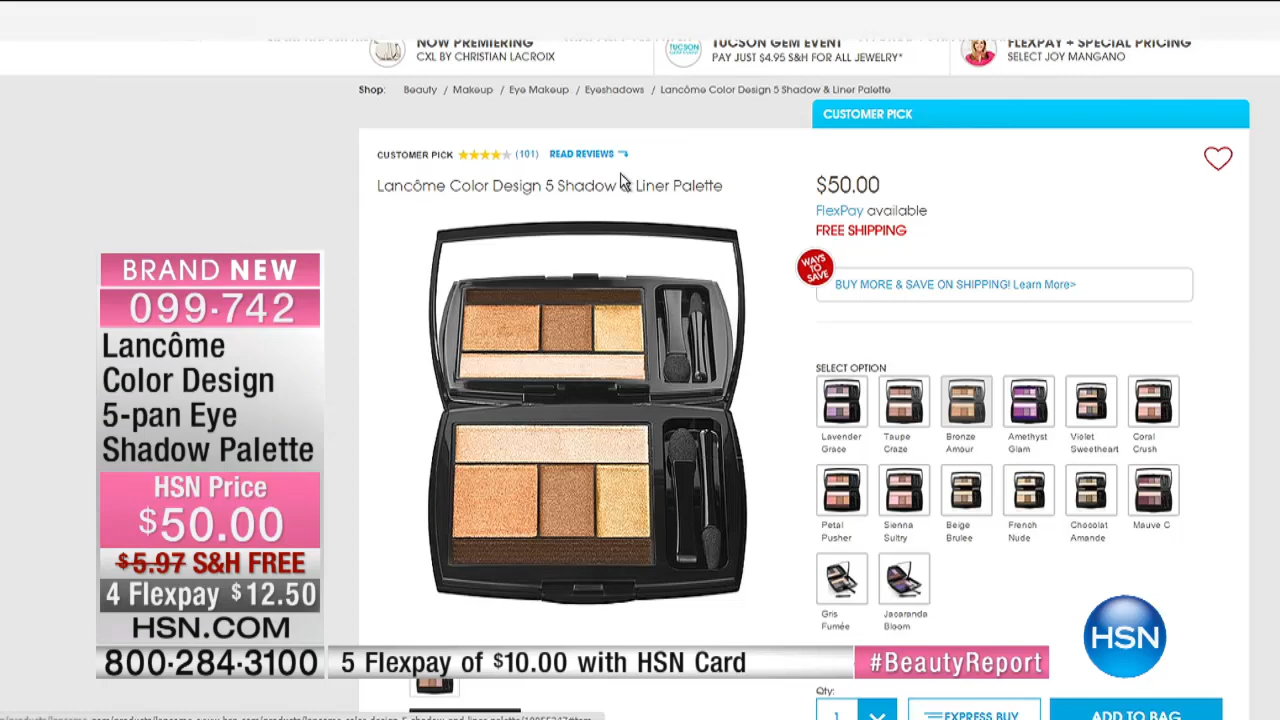 NOW PREMIERING
CXL BY CHRISTIAN LACROIX
TUCSON
TUCSON GEM EVENT
PAY JUST $4.95 S&H FOR ALL JEWELRY*
FLEXPAY + SPECIAL PRICING
SELECT JOY MANGANO
Shop: Beauty / Makeup / Eye Makeup / Eyeshadows / Lancôme Color Design 5 Shadow & Liner Palette
CUSTOMER PICK
CUSTOMER PICK (101) READ REVIEWS
Lancôme Color Design 5 Shadow & Liner Palette
$50.00
FlexPay available
FREE SHIPPING
WAYS TO SAVE
BUY MORE & SAVE ON SHIPPING! Learn More>
SELECT OPTION
Lavender Grace
Taupe Craze
Bronze Amour
Amethyst Glam
Violet Sweetheart
Coral Crush
Petal Pusher
Sienna Sultry
Beige Brulee
French Nude
Chocolat Amande
Mauve C
Gris Fumée
Jacaranda Bloom
Qty:
1
EXPRESS BUY
ADD TO BAG
BRAND NEW
099-742
Lancôme
Color Design
5-pan Eye
Shadow Palette
HSN Price
$50.00
$5.97 S&H FREE
4 Flexpay $12.50
HSN.COM
800-284-3100
5 Flexpay of $10.00 with HSN Card
#BeautyReport
HSN